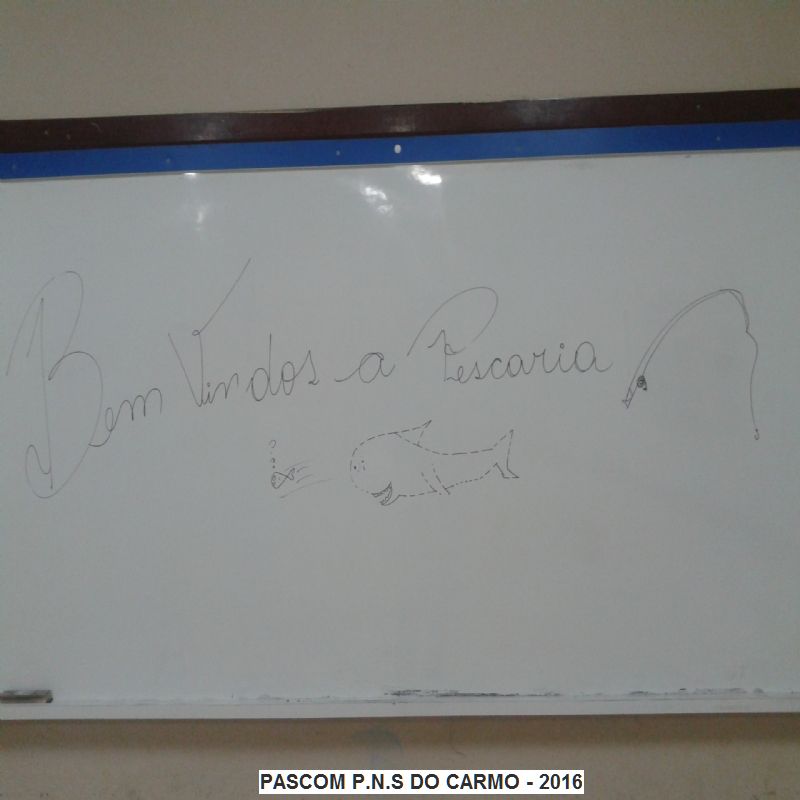 Bem Vindos a Pescaria
PASCOM P.N.S DO CARMO - 2016